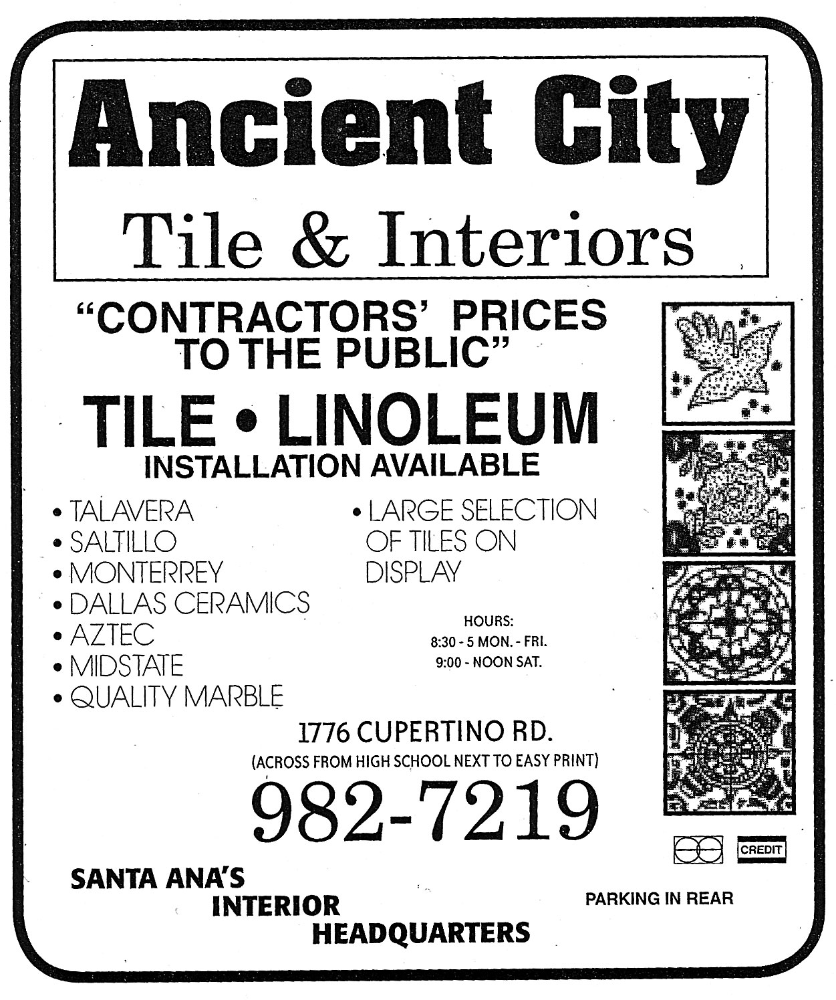 Ancient City
Tile & Interiors
“CONTRACTORS’ PRICES
TO THE PUBLIC”
TILE • LINOLEUM
INSTALLATION AVAILABLE
• TALAVERA
• SALTILLO
• MONTERREY
• DALLAS CERAMICS
• AZTEC
• MIDSTATE
• QUALITY MARBLE
• LARGE SELECTION
OF TILES ON
DISPLAY
HOURS:
8:30 - 5 MON. - FRI.
9:00 - NOON SAT.
1776 CUPERTINO RD.
(ACROSS FROM HIGH SCHOOL NEXT TO EASY PRINT)
982-7219
CREDIT
SANTA ANA’S
INTERIOR
HEADQUARTERS
PARKING IN REAR